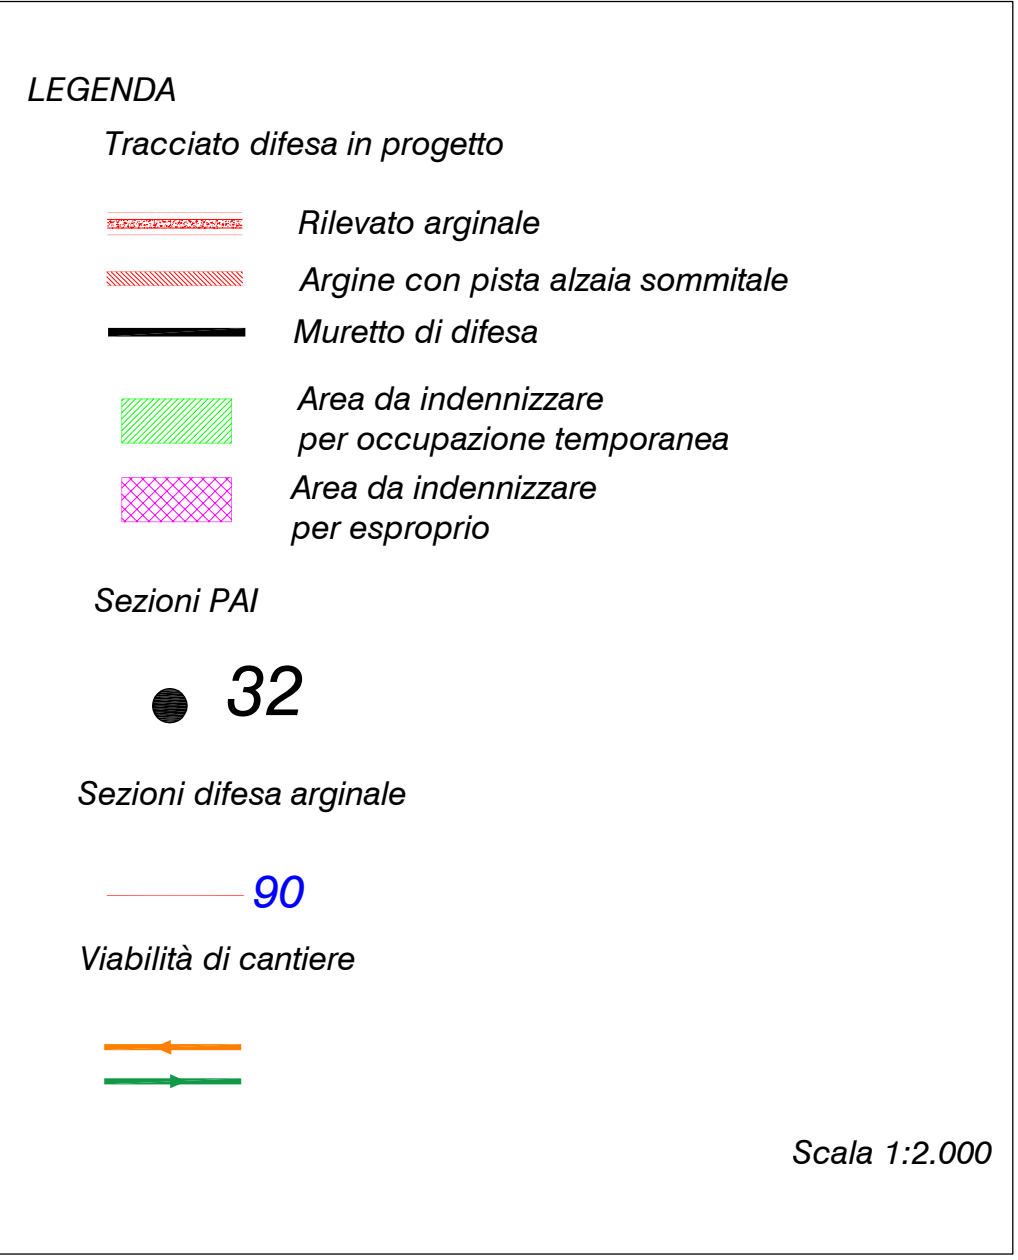 LEGENDA
Tracciato difesa in progetto
Rilevato arginale
Argine con pista alzaia sommitale
Muretto di difesa
Area da indennizzare
per occupazione temporanea
Area da indennizzare
per esproprio
Sezioni PAI
32
Sezioni difesa arginale
90
Viabilità di cantiere
Scala 1:2.000